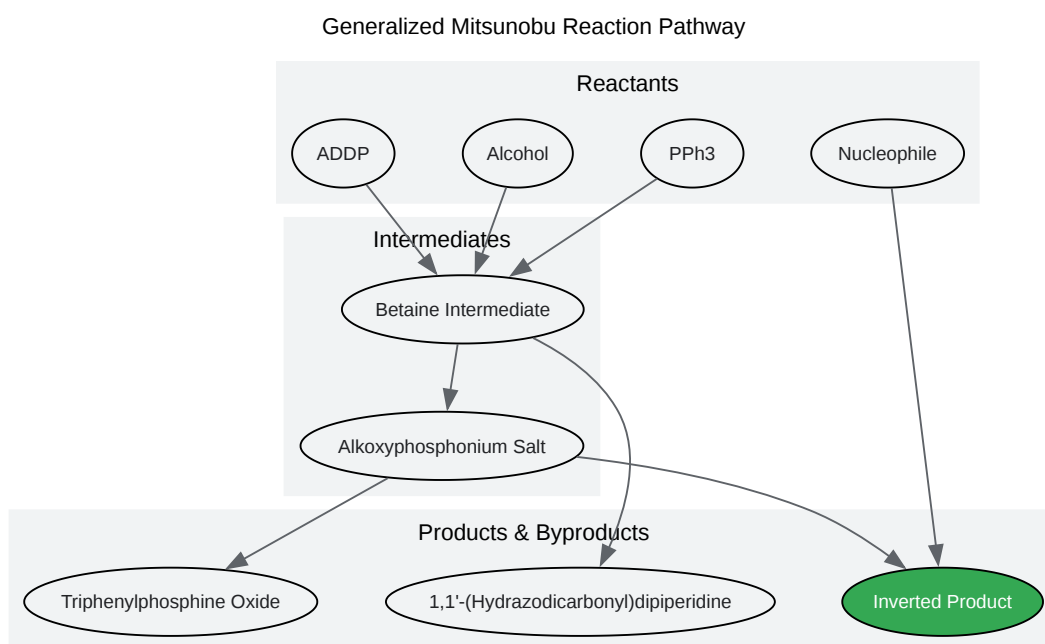 Generalized Mitsunobu Reaction Pathway
Reactants
ADDP
Alcohol
PPh3
Nucleophile
Intermediates
Betaine Intermediate
Alkoxyphosphonium Salt
Products & Byproducts
Triphenylphosphine Oxide
1,1'-(Hydrazodicarbonyl)dipiperidine
Inverted Product